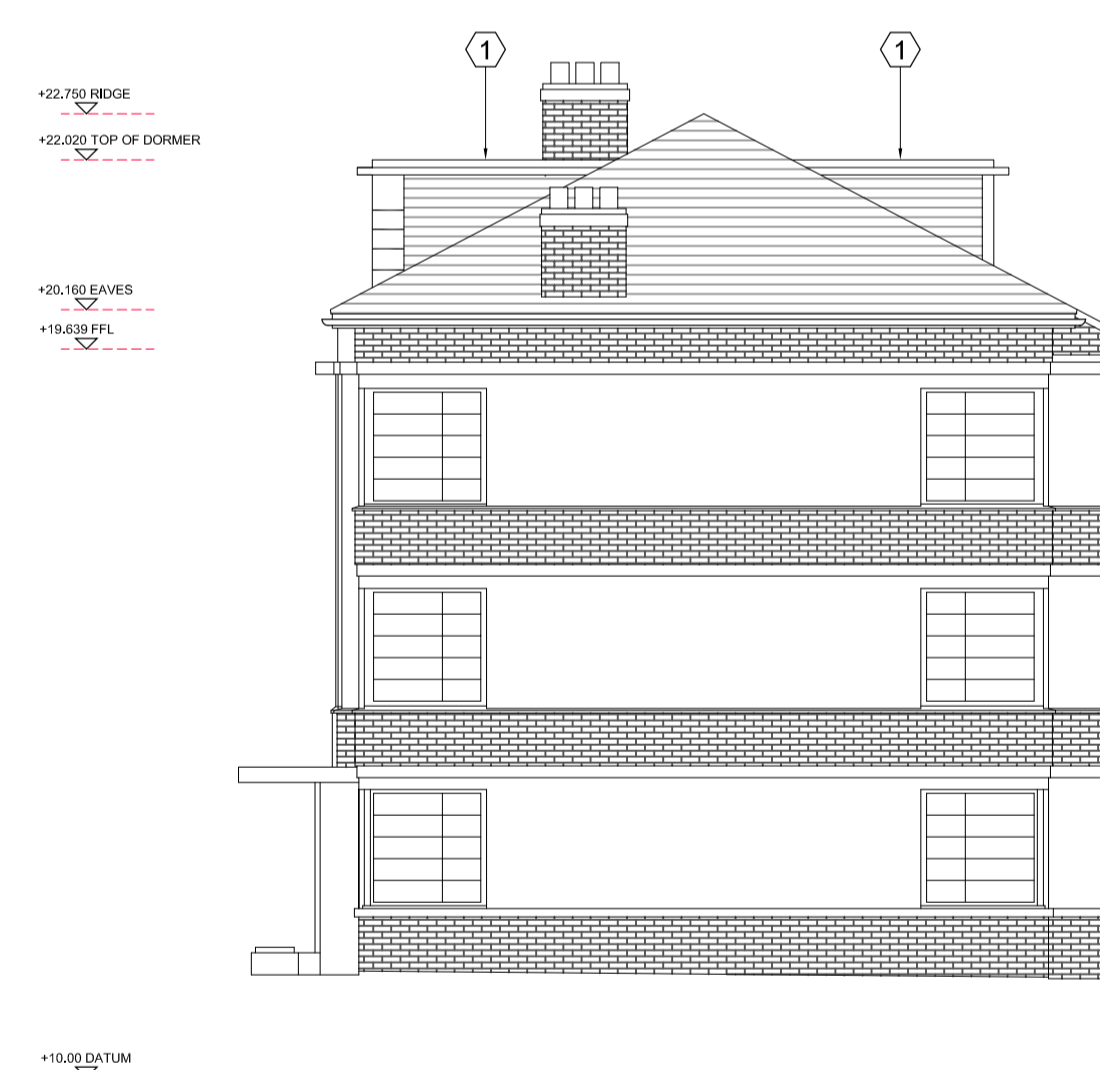 1 1
+22.750 RIDGE
+22.020 TOP OF DORMER
+20.160 EAVES
+19.639 FFL
+10.00 DATUM